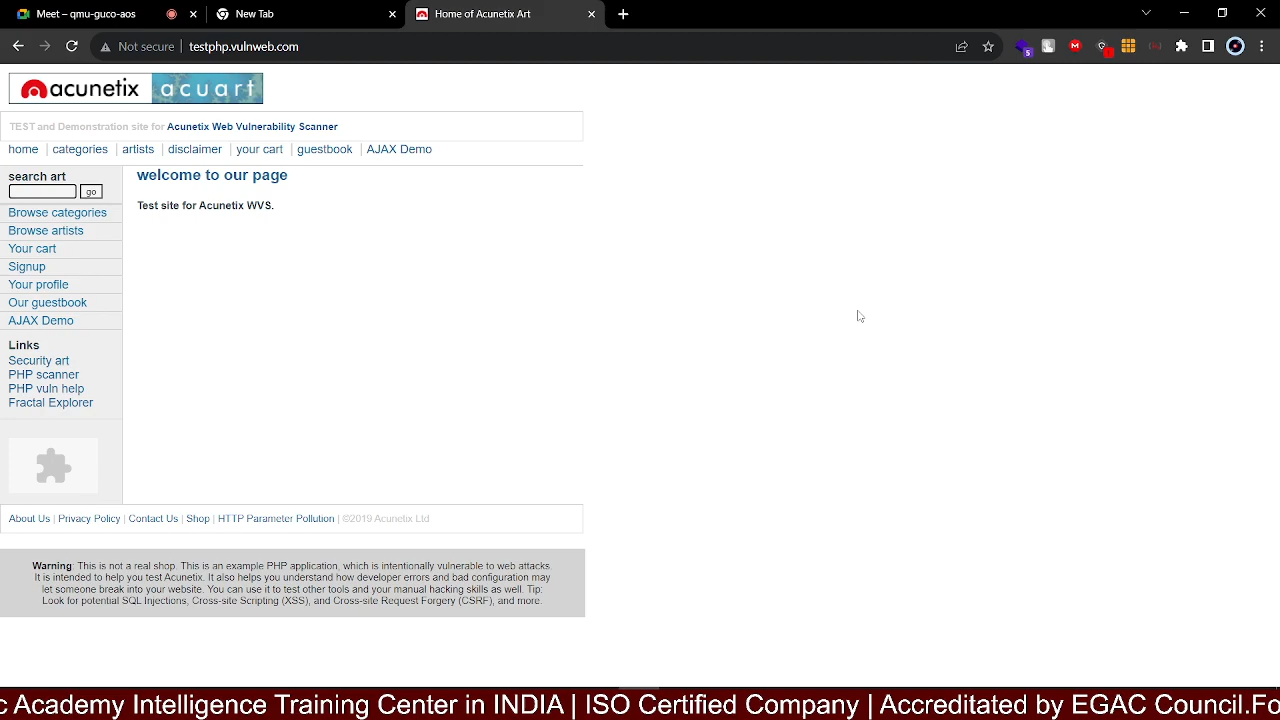 Meet – qmu-guco-aos
New Tab
Home of Acunetix Art
Not secure | testphp.vulnweb.com
5
acunetix acuart
TEST and Demonstration site for Acunetix Web Vulnerability Scanner
home | categories | artists | disclaimer | your cart | guestbook | AJAX Demo
search art
go
Browse categories
Browse artists
Your cart
Signup
Your profile
Our guestbook
AJAX Demo
Links
Security art
PHP scanner
PHP vuln help
Fractal Explorer
welcome to our page
Test site for Acunetix WVS.
About Us | Privacy Policy | Contact Us | Shop | HTTP Parameter Pollution | ©2019 Acunetix Ltd
Warning: This is not a real shop. This is an example PHP application, which is intentionally vulnerable to web attacks.
It is intended to help you test Acunetix. It also helps you understand how developer errors and bad configuration may
let someone break into your website. You can use it to test other tools and your manual hacking skills as well. Tip:
Look for potential SQL Injections, Cross-site Scripting (XSS), and Cross-site Request Forgery (CSRF), and more.
c Academy Intelligence Training Center in INDIA | ISO Certified Company | Accreditated by EGAC Council.Fo